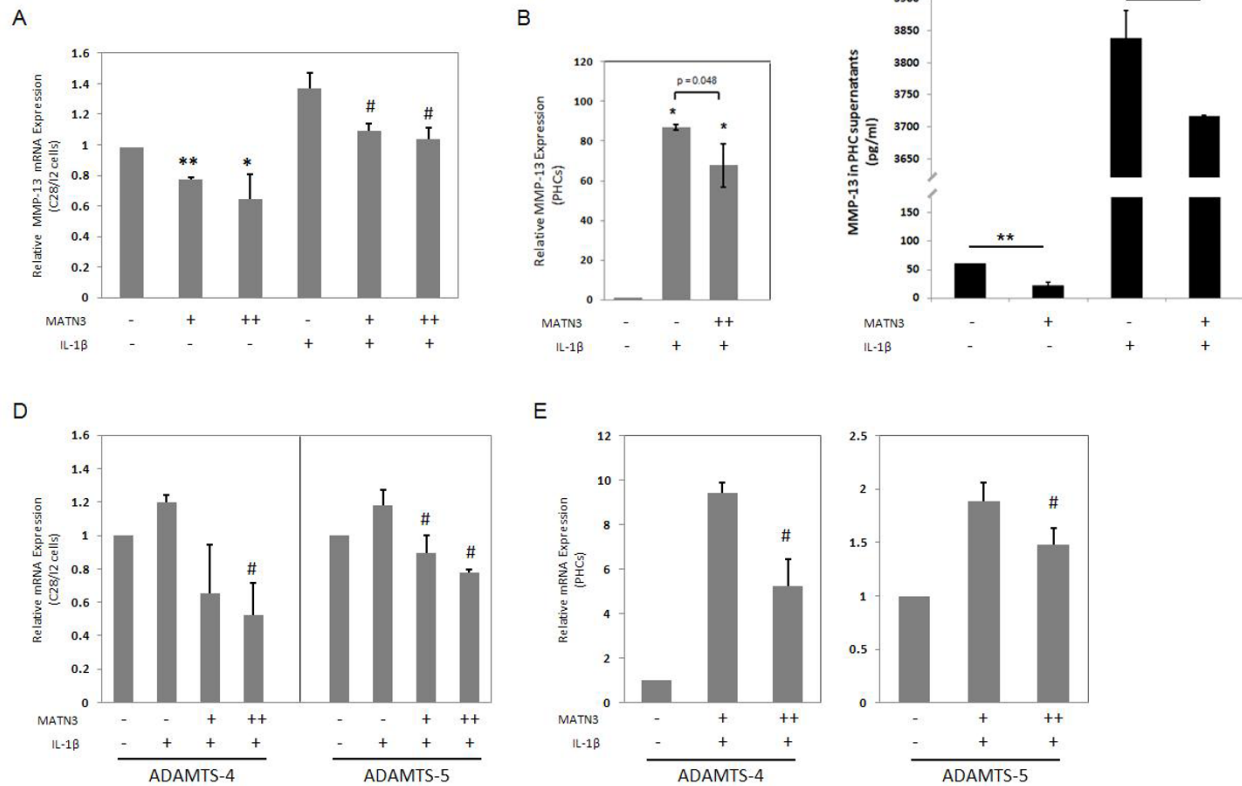 A
Relative MMP-13 mRNA Expression
(C28/I2 cells)
1.6
1.4
1.2
1
0.8
0.6
0.4
0.2
0
** * # #
MATN3 - + ++ - + ++
IL-1β - - - + + +
B
Relative MMP-13 Expression
(PHCs)
120
100
80
60
40
20
0
p = 0.048
* *
MATN3 - - ++
IL-1β - + +
MMP-13 in PHC supernatants
(pg/ml)
3850
3800
3750
3700
3650
150
100
50
0
**
MATN3 - + - +
IL-1β - - + +
D
Relative mRNA Expression
(C28/I2 cells)
1.6
1.4
1.2
1
0.8
0.6
0.4
0.2
0
# # #
MATN3 - - + ++ - - + ++
IL-1β - + + + - + + +
ADAMTS-4 ADAMTS-5
E
Relative mRNA Expression
(PHCs)
12
10
8
6
4
2
0
#
2.5
2
1.5
1
0.5
0
#
MATN3 - + ++ - + ++
IL-1β - + + - + +
ADAMTS-4 ADAMTS-5